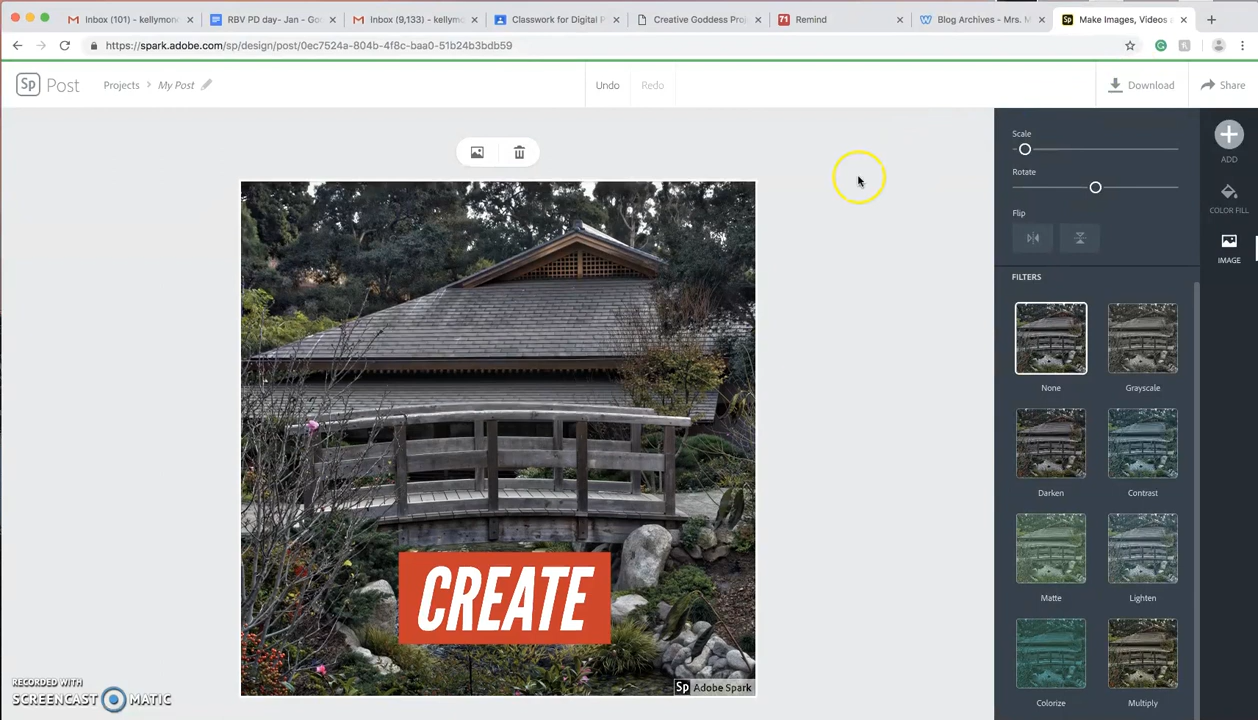 Inbox (101) - kellymon
RBV PD day- Jan - Go
Inbox (9,133) - kellymo
Classwork for Digital P
Creative Goddess Proj
71 Remind
Blog Archives - Mrs. M
Sp Make Images, Videos
https://spark.adobe.com/sp/design/post/0ec7524a-804b-4f8c-baa0-51b24b3bdb59
Sp Post
Projects > My Post
Undo
Redo
Download
Share
Scale
Rotate
Flip
FILTERS
None
Grayscale
Darken
Contrast
Matte
Lighten
Colorize
Multiply
ADD
COLOR FILL
IMAGE
CREATE
Sp Adobe Spark
RECORDED WITH
SCREENCAST MATIC